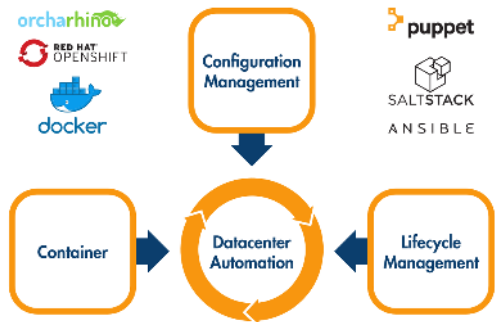 orcharhino
RED HAT
OPENSHIFT
docker
Configuration
Management
puppet
SALTSTACK
ANSIBLE
Container
Datacenter
Automation
Lifecycle
Management